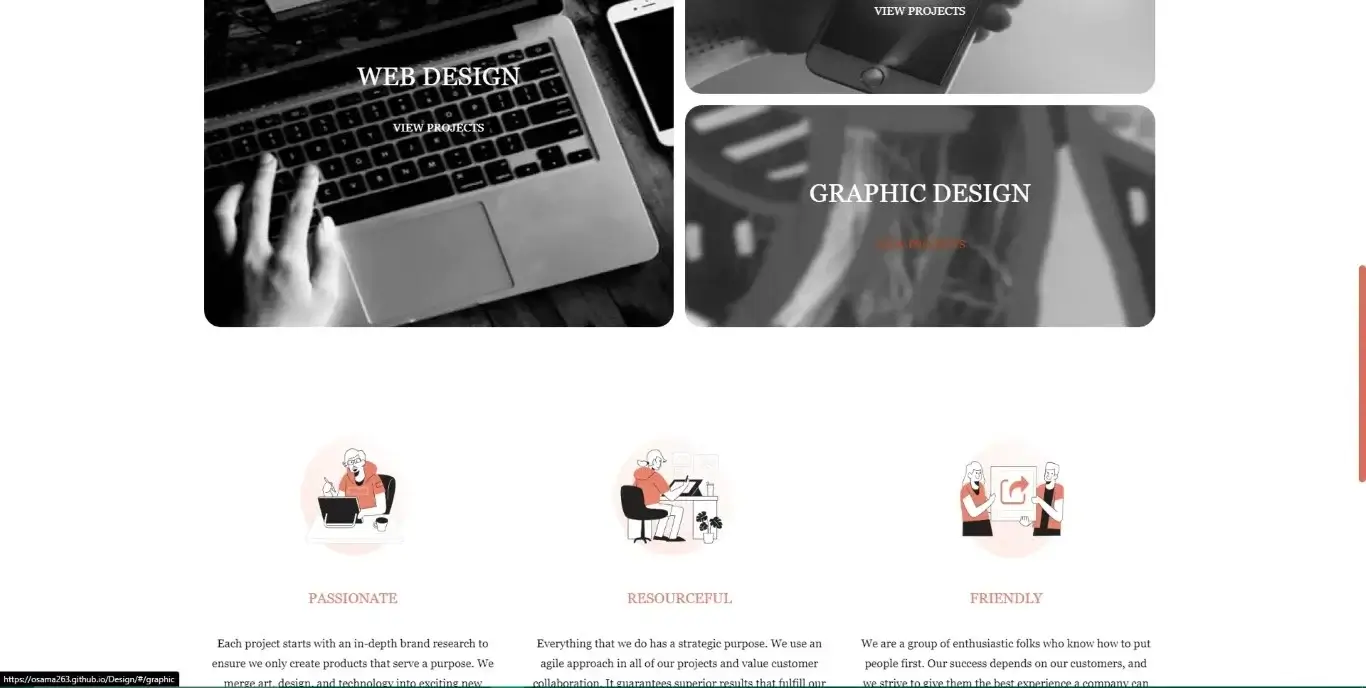 VIEW PROJECTS
WEB DESIGN
VIEW PROJECTS
GRAPHIC DESIGN
VIEW PROJECTS
PASSIONATE
Each project starts with an in-depth brand research to
ensure we only create products that serve a purpose. We
merge art, design, and technology into exciting new
RESOURCEFUL
Everything that we do has a strategic purpose. We use an
agile approach in all of our projects and value customer
collaboration. It guarantees superior results that fulfill our
FRIENDLY
We are a group of enthusiastic folks who know how to put
people first. Our success depends on our customers, and
we strive to give them the best experience a company can
https://osama263.github.io/Design/#/graphic